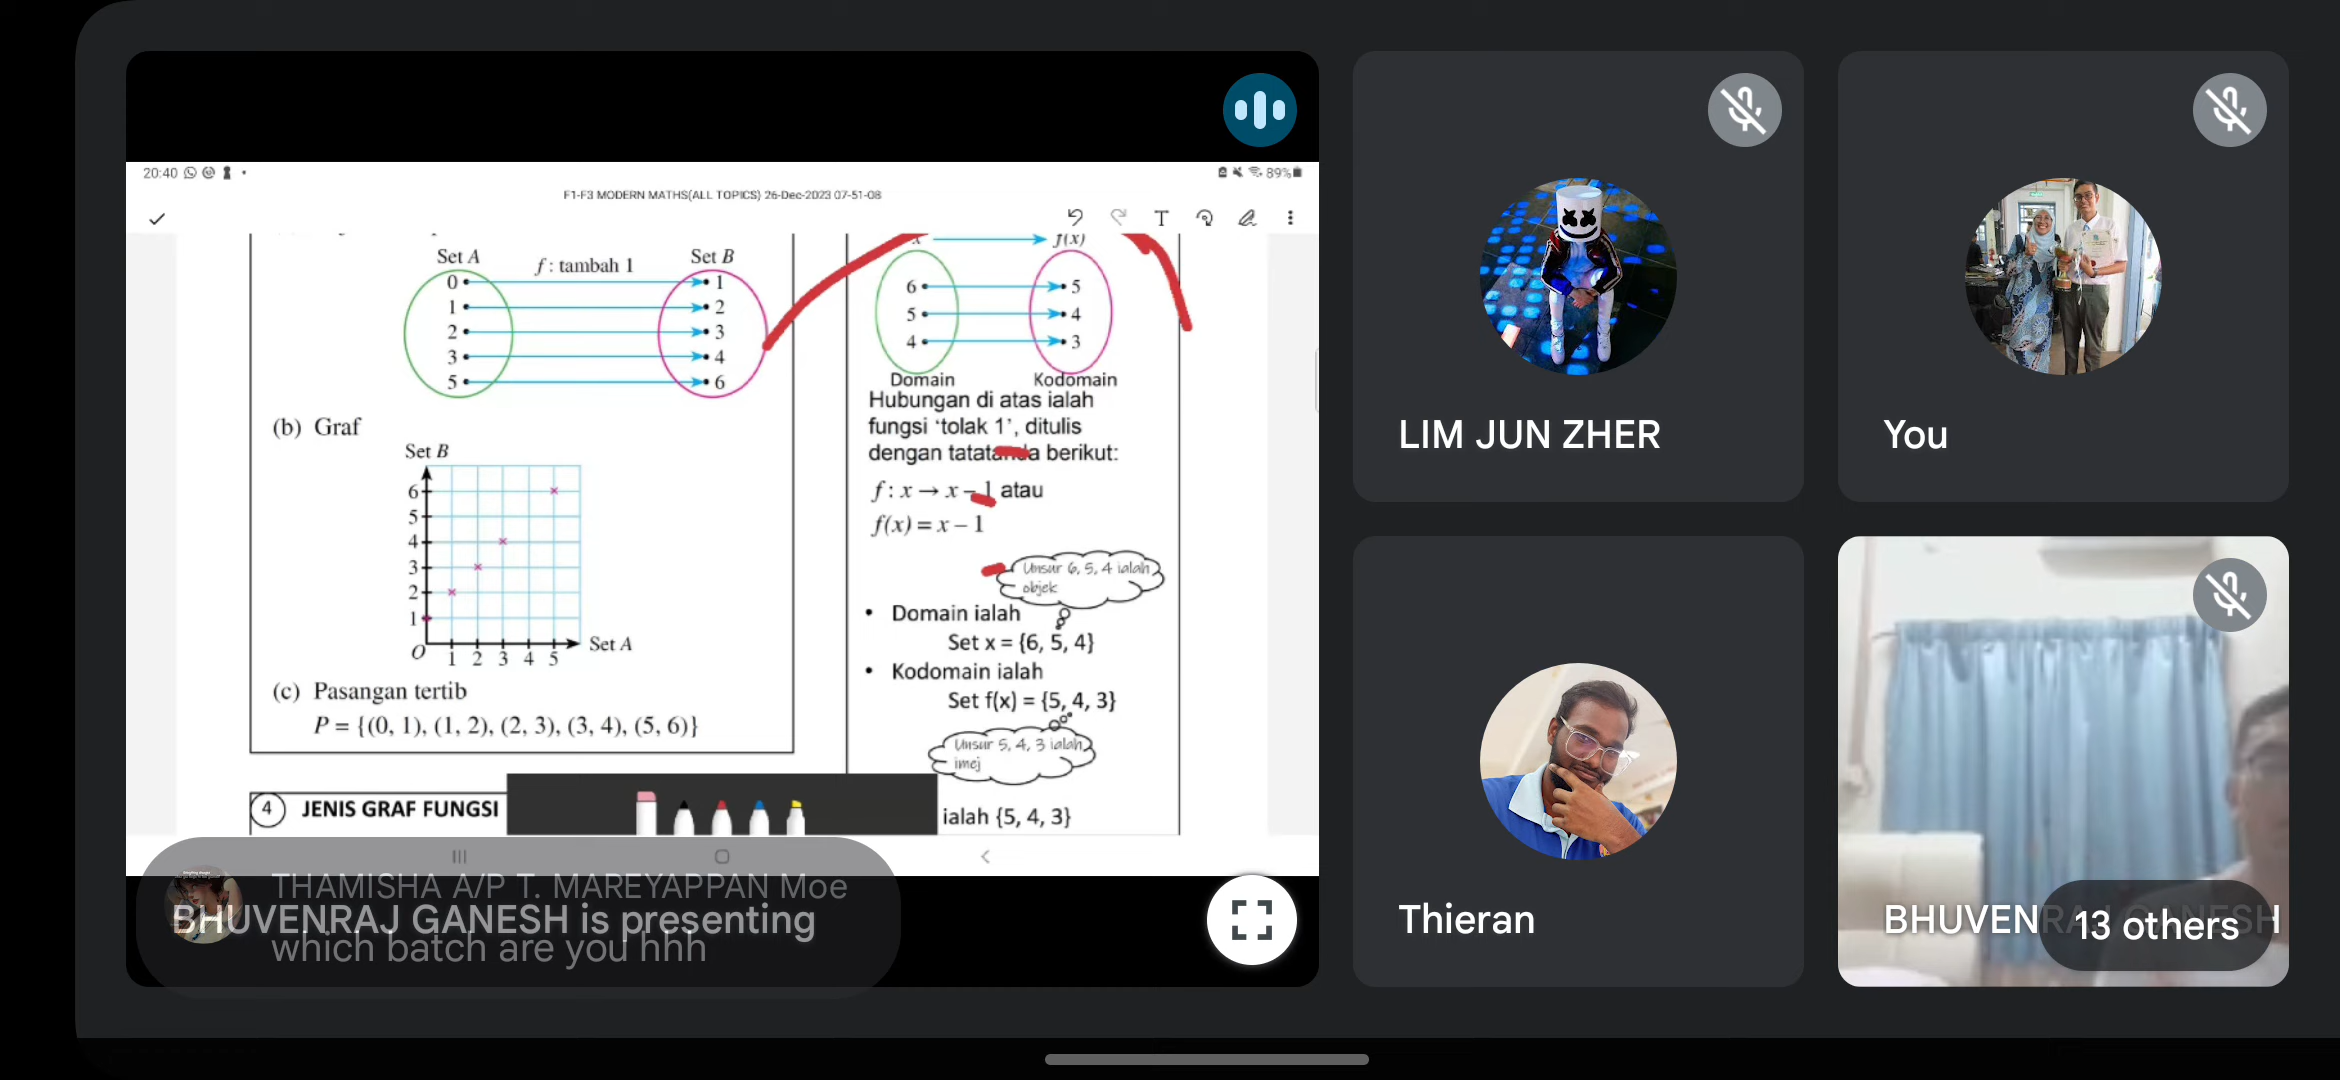 20:40
89%
F1-F3 MODERN MATHS(ALL TOPICS) 26-Dec-2023 07-51-08
T
Set A
f : tambah 1
Set B
0
1
1
2
2
3
3
4
5
6
(b) Graf
Set B
6
5
4
3
2
1
O
1 2 3 4 5
Set A
(c) Pasangan tertib
P = {(0, 1), (1, 2), (2, 3), (3, 4), (5, 6)}
4 JENIS GRAF FUNGSI
x
f(x)
6
5
5
4
4
3
Domain
Kodomain
Hubungan di atas ialah
fungsi ‘tolak 1’, ditulis
dengan berikut:
f : x → x – 1 atau
f(x) = x – 1
Unsur 6, 5, 4 ialah
objek
• Domain ialah
Set x = {6, 5, 4}
• Kodomain ialah
Set f(x) = {5, 4, 3}
Unsur 5, 4, 3 ialah
imej
ialah {5, 4, 3}
THAMISHA A/P T. MAREYAPPAN Moe
BHUVENRAJ GANESH is presenting
which batch are you hhh
LIM JUN ZHER
You
Thieran
BHUVENRAJ GANESH
13 others